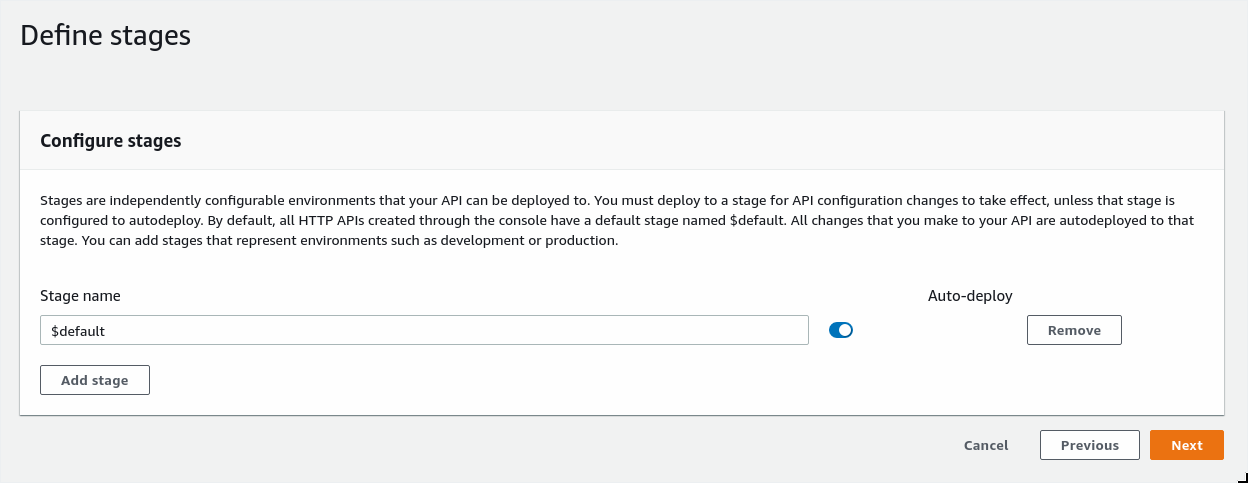 Define stages
Configure stages
Stages are independently configurable environments that your API can be deployed to. You must deploy to a stage for API configuration changes to take effect, unless that stage is
configured to autodeploy. By default, all HTTP APIs created through the console have a default stage named $default. All changes that you make to your API are autodeployed to that
stage. You can add stages that represent environments such as development or production.
Stage name Auto-deploy
$default Remove
Add stage
Cancel Previous Next